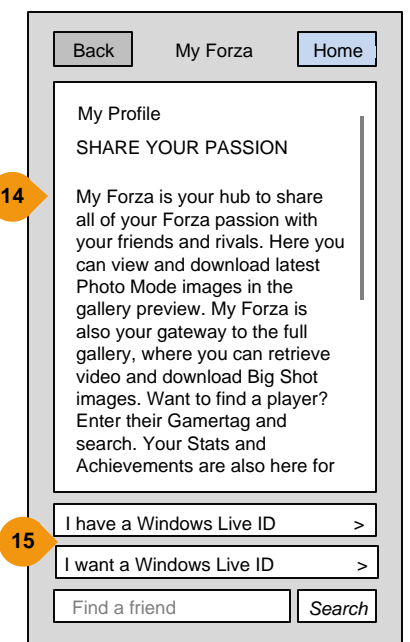 Back My Forza Home
My Profile
SHARE YOUR PASSION
14
My Forza is your hub to share
all of your Forza passion with
your friends and rivals. Here you
can view and download latest
Photo Mode images in the
gallery preview. My Forza is
also your gateway to the full
gallery, where you can retrieve
video and download Big Shot
images. Want to find a player?
Enter their Gamertag and
search. Your Stats and
Achievements are also here for
I have a Windows Live ID >
15
I want a Windows Live ID >
Find a friend Search